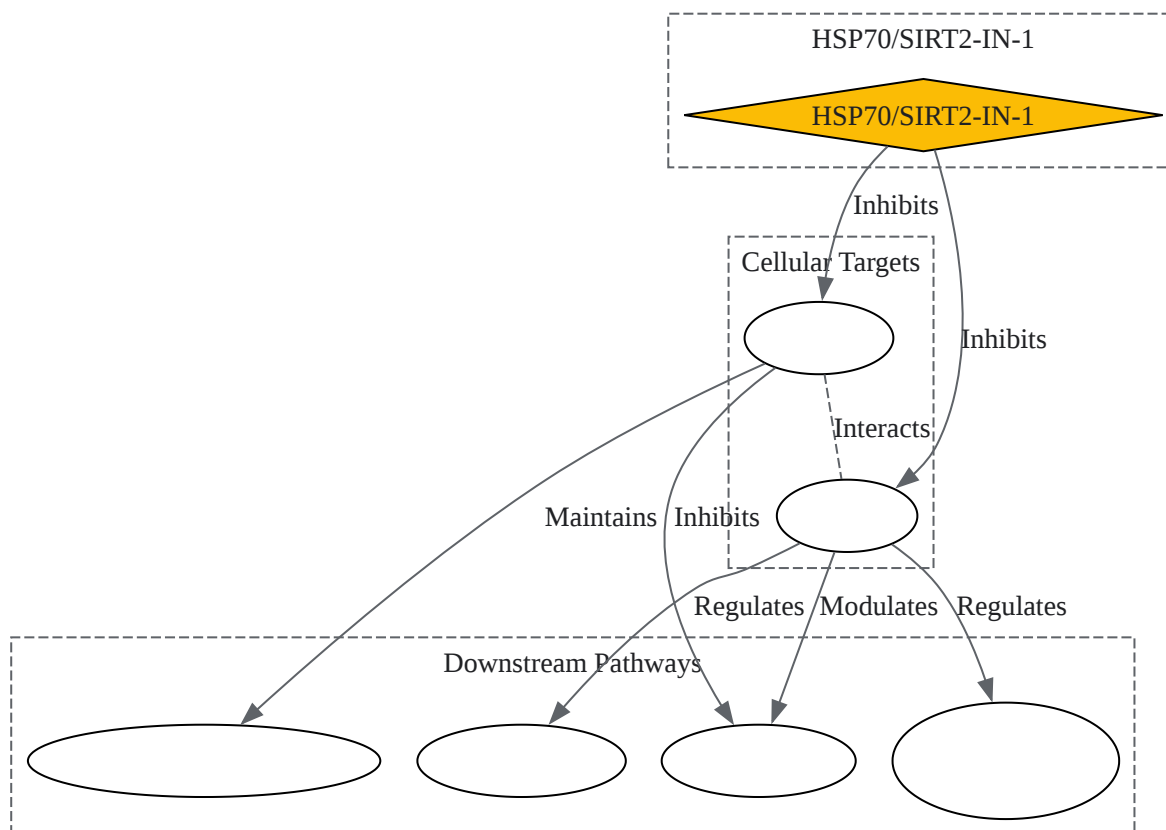 HSP70/SIRT2-IN-1
HSP70/SIRT2-IN-1
Inhibits
Cellular Targets
Inhibits
Interacts
Maintains
Inhibits
Regulates
Modulates
Regulates
Downstream Pathways